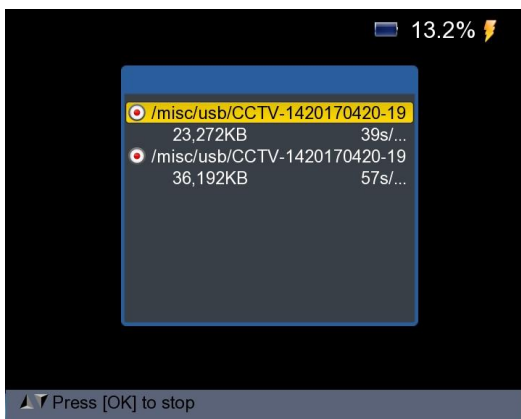 13.2%
/misc/usb/CCTV-1420170420-19
23,272KB 39s/...
/misc/usb/CCTV-1420170420-19
36,192KB 57s/...
Press [OK] to stop